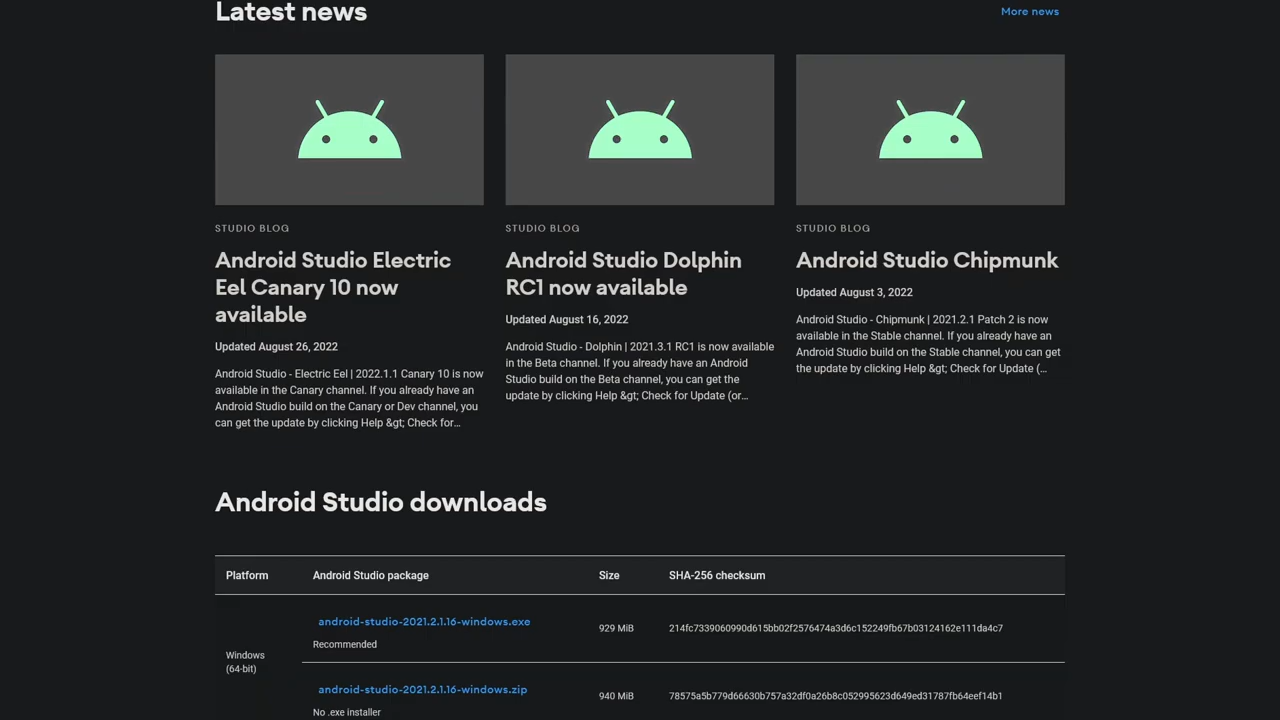 Latest news
More news
STUDIO BLOG
Android Studio Electric
Eel Canary 10 now
available
Updated August 26, 2022
Android Studio - Electric Eel | 2022.1.1 Canary 10 is now
available in the Canary channel. If you already have an
Android Studio build on the Canary or Dev channel, you
can get the update by clicking Help &gt; Check for…
STUDIO BLOG
Android Studio Dolphin
RC1 now available
Updated August 16, 2022
Android Studio - Dolphin | 2021.3.1 RC1 is now available
in the Beta channel. If you already have an Android
Studio build on the Beta channel, you can get the
update by clicking Help &gt; Check for Update (or…
STUDIO BLOG
Android Studio Chipmunk
Updated August 3, 2022
Android Studio - Chipmunk | 2021.2.1 Patch 2 is now
available in the Stable channel. If you already have an
Android Studio build on the Stable channel, you can get
the update by clicking Help &gt; Check for Update (…
Android Studio downloads
Platform Android Studio package Size SHA-256 checksum
Windows
(64-bit)
android-studio-2021.2.1.16-windows.exe
Recommended
929 MiB
214fc7339060990d615bb02f2576474a3d6c152249fb67b03124162e111da4c7
android-studio-2021.2.1.16-windows.zip
No .exe installer
940 MiB
78575a5b779d66630b757a32df0a26b8c052995623d649ed31787fb64eef14b1